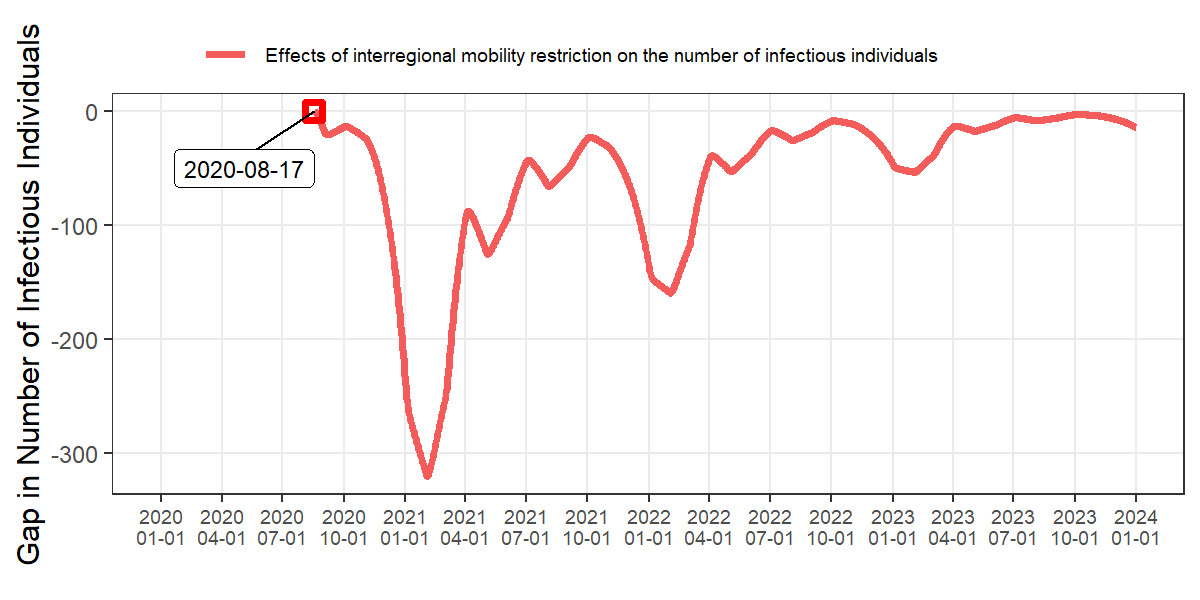 Effects of interregional mobility restriction on the number of infectious individuals
Gap in Number of Infectious Individuals
0
-100
-200
-300
2020-08-17
2020 2020 2020 2020 2021 2021 2021 2021 2022 2022 2022 2022 2023 2023 2023 2023 2024
01-01 04-01 07-01 10-01 01-01 04-01 07-01 10-01 01-01 04-01 07-01 10-01 01-01 04-01 07-01 10-01 01-01